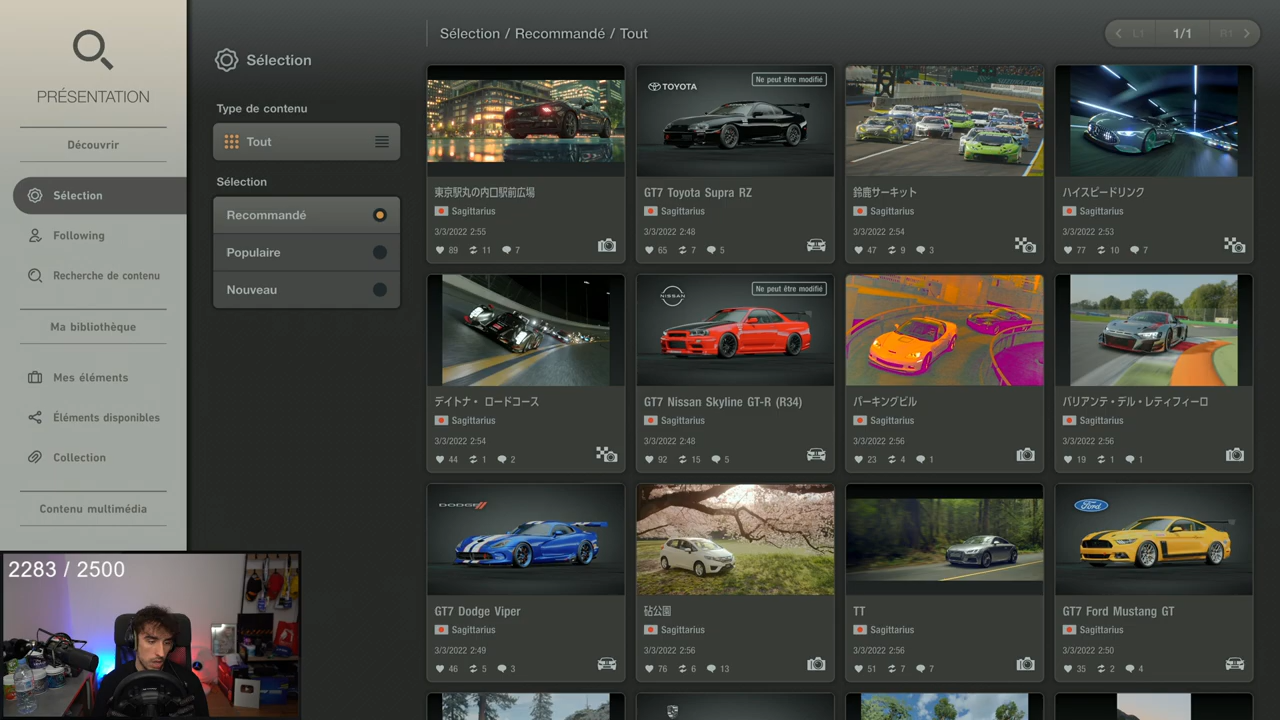 PRÉSENTATION
Découvrir
Sélection
Following
Recherche de contenu
Ma bibliothèque
Mes éléments
Éléments disponibles
Collection
Contenu multimédia
2283 / 2500
Sélection
Type de contenu
Tout
Sélection
Recommandé
Populaire
Nouveau
Sélection / Recommandé / Tout
L1 1/1 R1
東京駅丸の内口駅前広場
Sagittarius
3/3/2022 2:55
89 11 7
TOYOTA
Ne peut être modifié
GT7 Toyota Supra RZ
Sagittarius
3/3/2022 2:48
65 7 5
鈴鹿サーキット
Sagittarius
3/3/2022 2:54
47 9 3
ハイスピードリンク
Sagittarius
3/3/2022 2:53
77 10 7
デイトナ・ ロードコース
Sagittarius
3/3/2022 2:54
44 1 2
NISSAN
Ne peut être modifié
GT7 Nissan Skyline GT-R (R34)
Sagittarius
3/3/2022 2:48
92 15 5
パーキングビル
Sagittarius
3/3/2022 2:56
23 4 1
バリアンテ・デル・レティフィーロ
Sagittarius
3/3/2022 2:56
19 1 1
DODGE
GT7 Dodge Viper
Sagittarius
3/3/2022 2:49
46 5 3
砧公園
Sagittarius
3/3/2022 2:56
76 6 13
TT
Sagittarius
3/3/2022 2:56
51 7 7
Ford
GT7 Ford Mustang GT
Sagittarius
3/3/2022 2:50
35 2 4